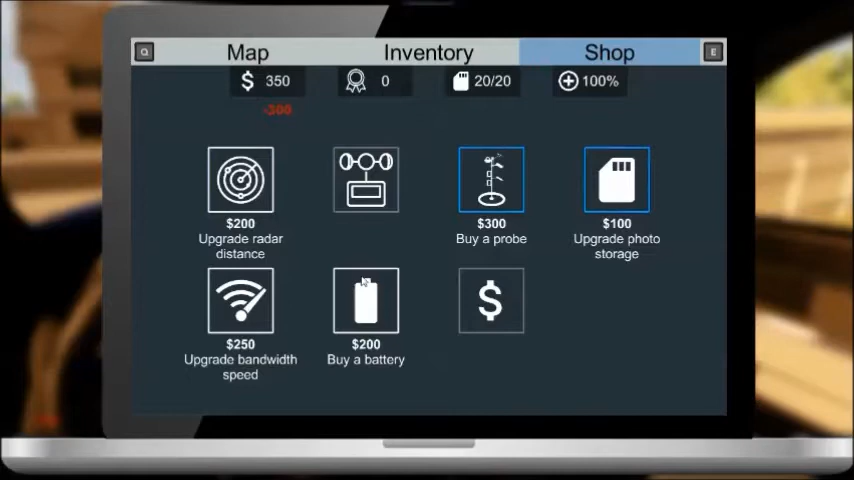 Q Map Inventory Shop E
$ 350 0 20/20 100%
-300
$200 $300 $100
Upgrade radar distance
Buy a probe
Upgrade photo storage
$
$250 $200
Upgrade bandwidth speed
Buy a battery